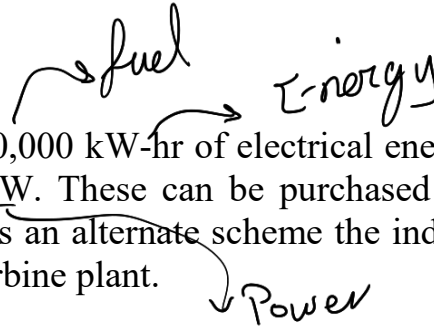 fuel
Energy
0,000 kW-hr of electrical ene
W. These can be purchased
s an alternate scheme the ind
rbine plant.
Power